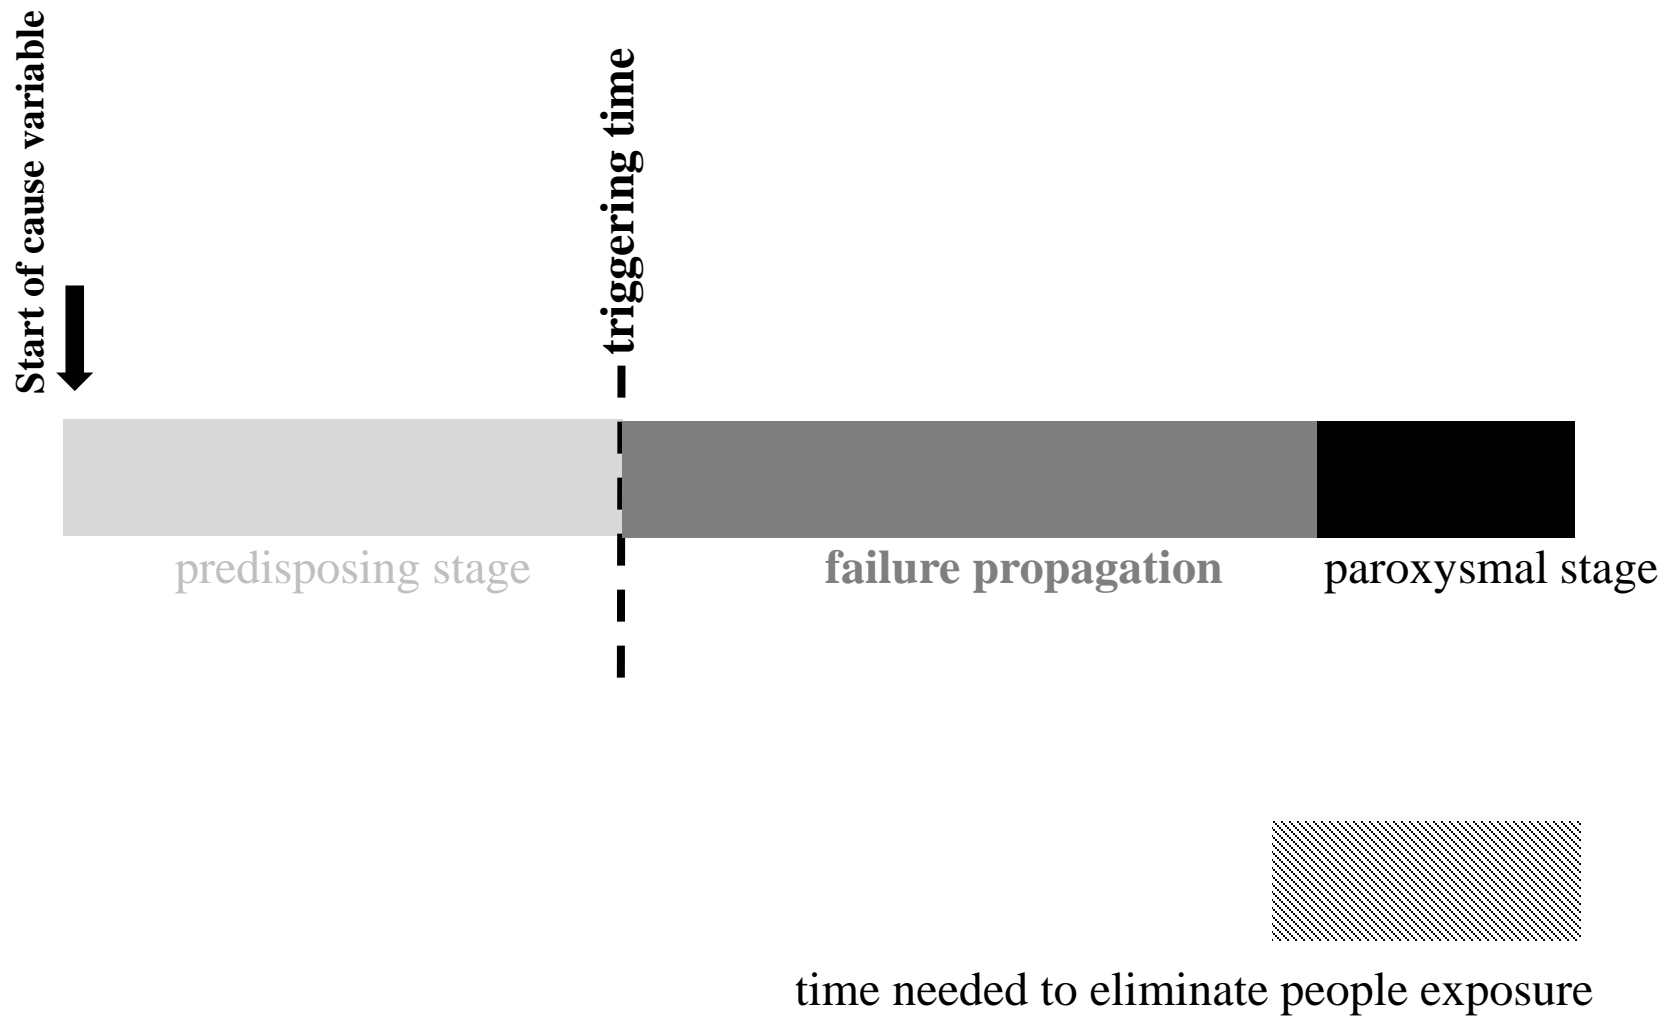 Start of cause variable
triggering time
predisposing stage
failure propagation
paroxysmal stage
time needed to eliminate people exposure